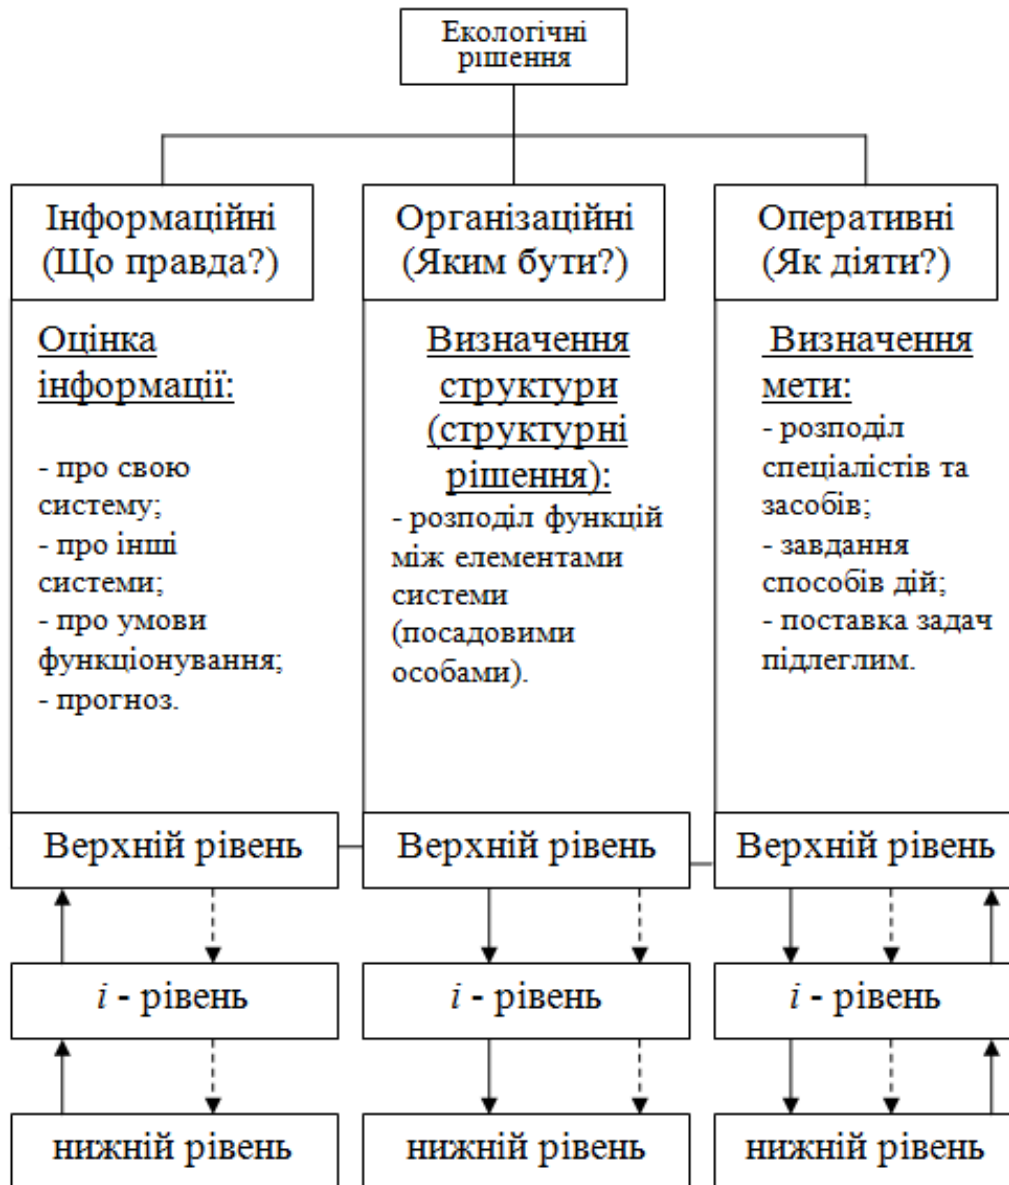 Екологічні
рішення
Інформаційні
(Що правда?)
Оцінка
інформації:
- про свою
систему;
- про інші
системи;
- про умови
функціонування;
- прогноз.
Організаційні
(Яким бути?)
Визначення
структури
(структурні
рішення):
- розподіл функцій
між елементами
системи
(посадовими
особами).
Оперативні
(Як діяти?)
Визначення
мети:
- розподіл
спеціалістів та
засобів;
- завдання
способів дій;
- поставка задач
підлеглим.
Верхній рівень
Верхній рівень
Верхній рівень
i - рівень
i - рівень
i - рівень
нижній рівень
нижній рівень
нижній рівень